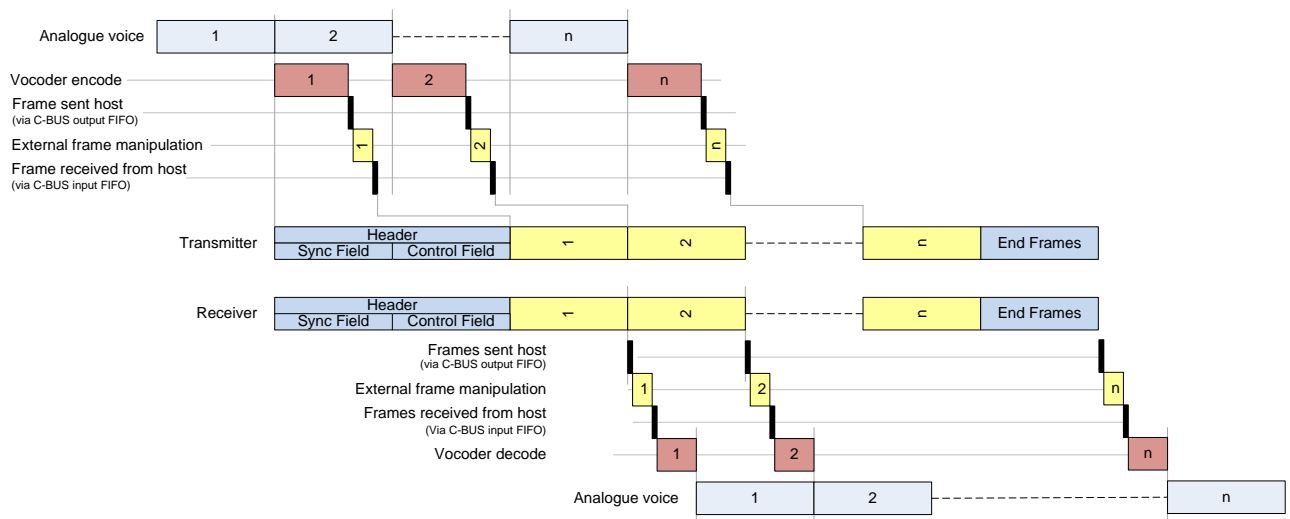 Analogue voice 1 2 n
Vocoder encode 1 2 n
Frame sent host
(via C-BUS output FIFO)
External frame manipulation 1 2 n
Frame received from host
(via C-BUS input FIFO)
Header
Transmitter 1 2 n End Frames
Sync Field Control Field
Header
Receiver 1 2 n End Frames
Sync Field Control Field
Frames sent host
(via C-BUS output FIFO)
External frame manipulation 1 2 n
Frames received from host
(Via C-BUS input FIFO)
Vocoder decode 1 2 n
Analogue voice 1 2 n